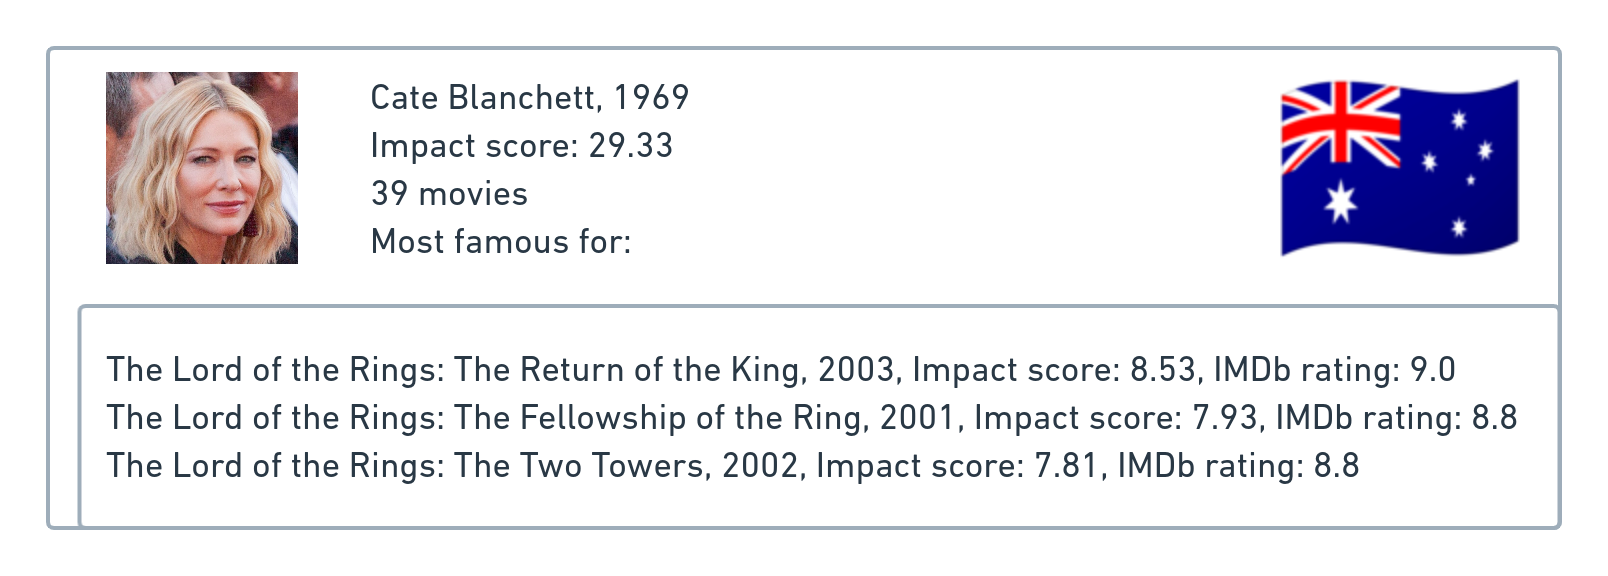 Cate Blanchett, 1969
Impact score: 29.33
39 movies
Most famous for:
The Lord of the Rings: The Return of the King, 2003, Impact score: 8.53, IMDb rating: 9.0
The Lord of the Rings: The Fellowship of the Ring, 2001, Impact score: 7.93, IMDb rating: 8.8
The Lord of the Rings: The Two Towers, 2002, Impact score: 7.81, IMDb rating: 8.8